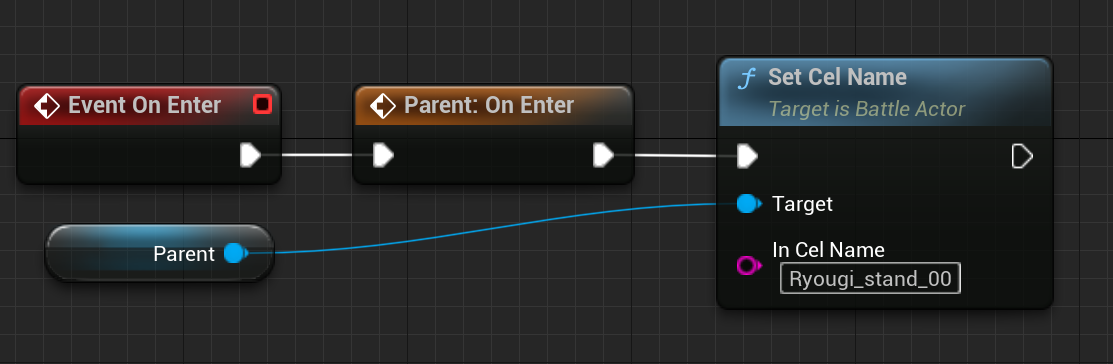 Event On Enter
Parent: On Enter
Set Cel Name
Target is Battle Actor
Parent
Target
In Cel Name
Ryougi_stand_00